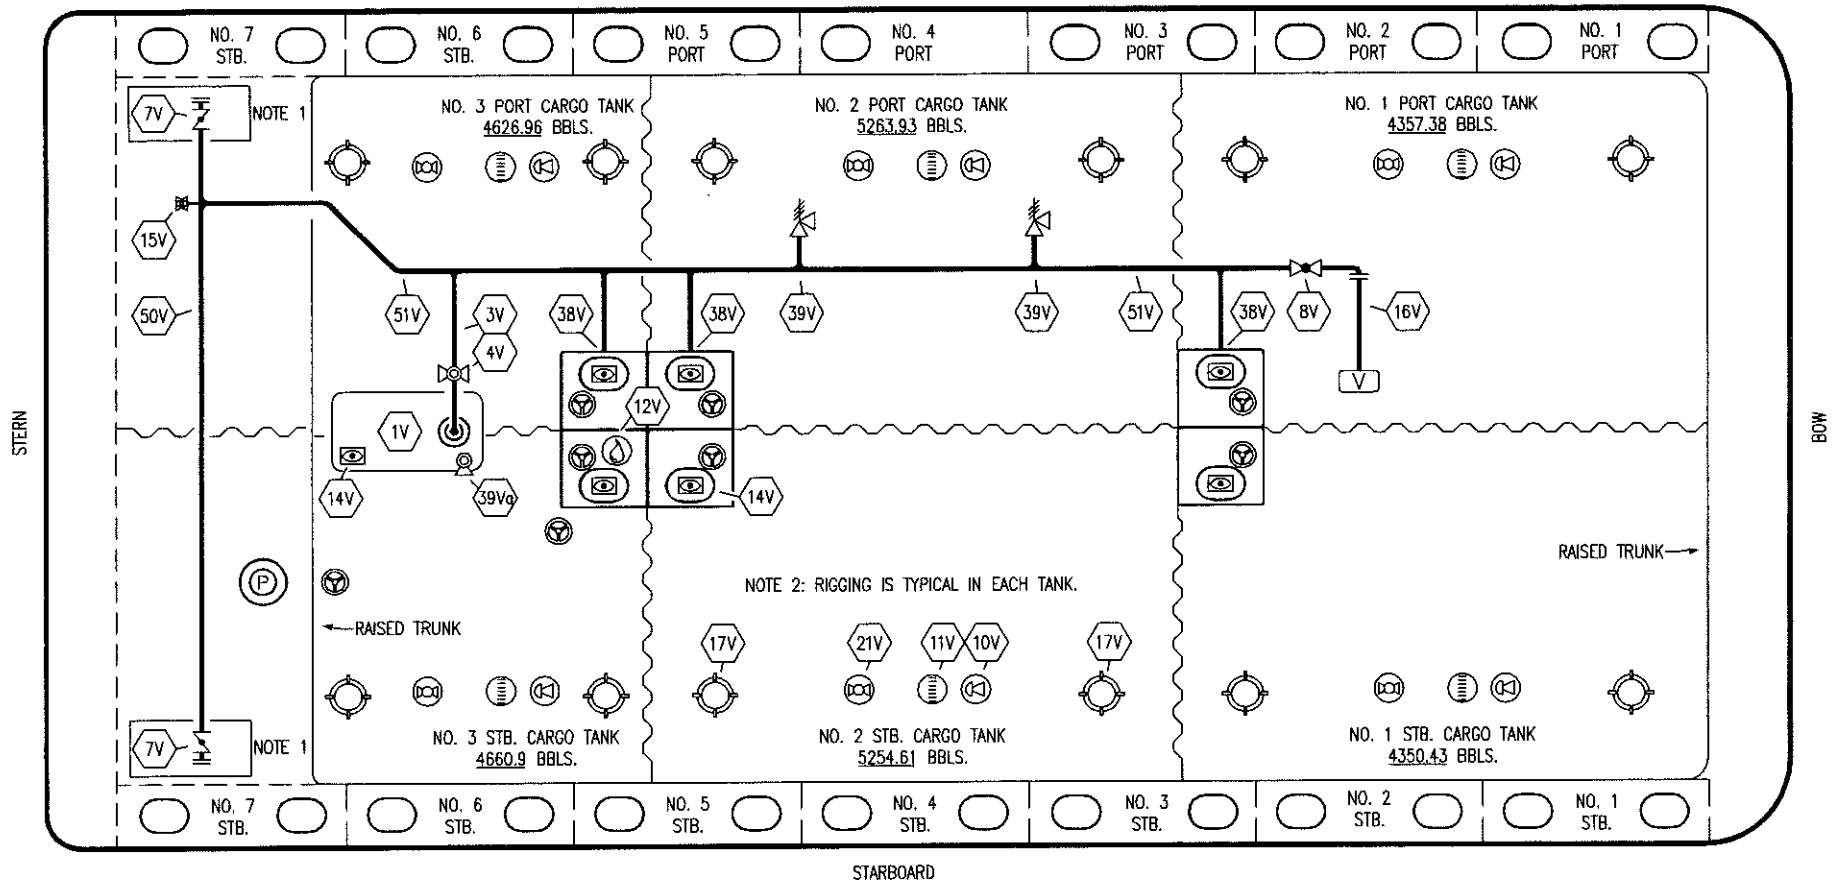 NO. 7
STB.
NO. 6
STB.
NO. 5
PORT
NO. 4
PORT
NO. 3
PORT
NO. 2
PORT
NO. 1
PORT
7V
NOTE 1
NO. 3 PORT CARGO TANK
4626.96 BBLS.
NO. 2 PORT CARGO TANK
5263.93 BBLS.
NO. 1 PORT CARGO TANK
4357.38 BBLS.
15V
50V
51V
3V
4V
38V
38V
39V
39V
51V
38V
8V
16V
V
12V
1V
14V
39Va
14V
STERN
BOW
P
RAISED TRUNK
RAISED TRUNK
NOTE 2: RIGGING IS TYPICAL IN EACH TANK.
17V
21V
11V
10V
17V
7V
NOTE 1
NO. 3 STB. CARGO TANK
4660.9 BBLS.
NO. 2 STB. CARGO TANK
5254.61 BBLS.
NO. 1 STB. CARGO TANK
4350.43 BBLS.
NO. 7
STB.
NO. 6
STB.
NO. 5
STB.
NO. 4
STB.
NO. 3
STB.
NO. 2
STB.
NO. 1
STB.
STARBOARD